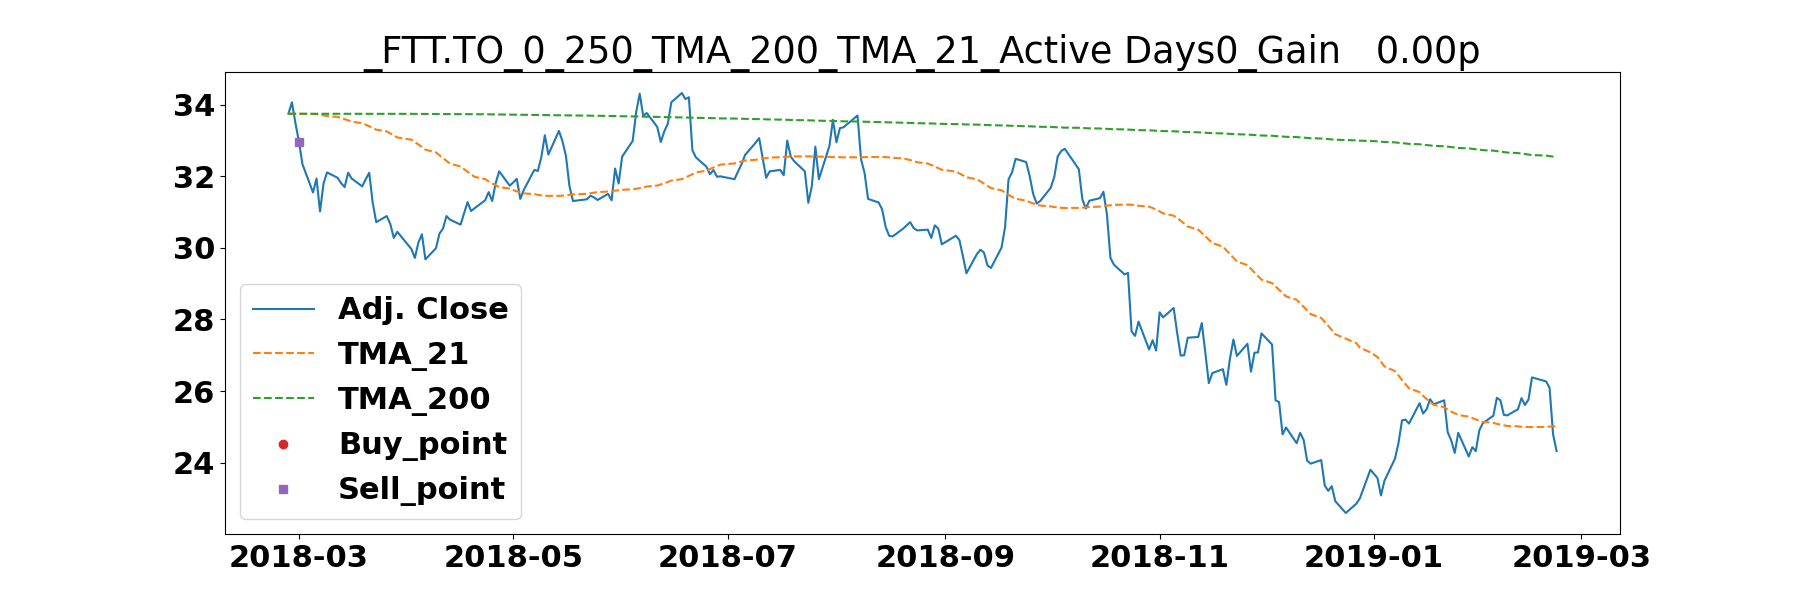 _FTT.TO_0_250_TMA_200_TMA_21_Active Days0_Gain   0.00p
34
32
30
28
26
24
Adj. Close
TMA_21
TMA_200
Buy_point
Sell_point
2018-03 2018-05 2018-07 2018-09 2018-11 2019-01 2019-03